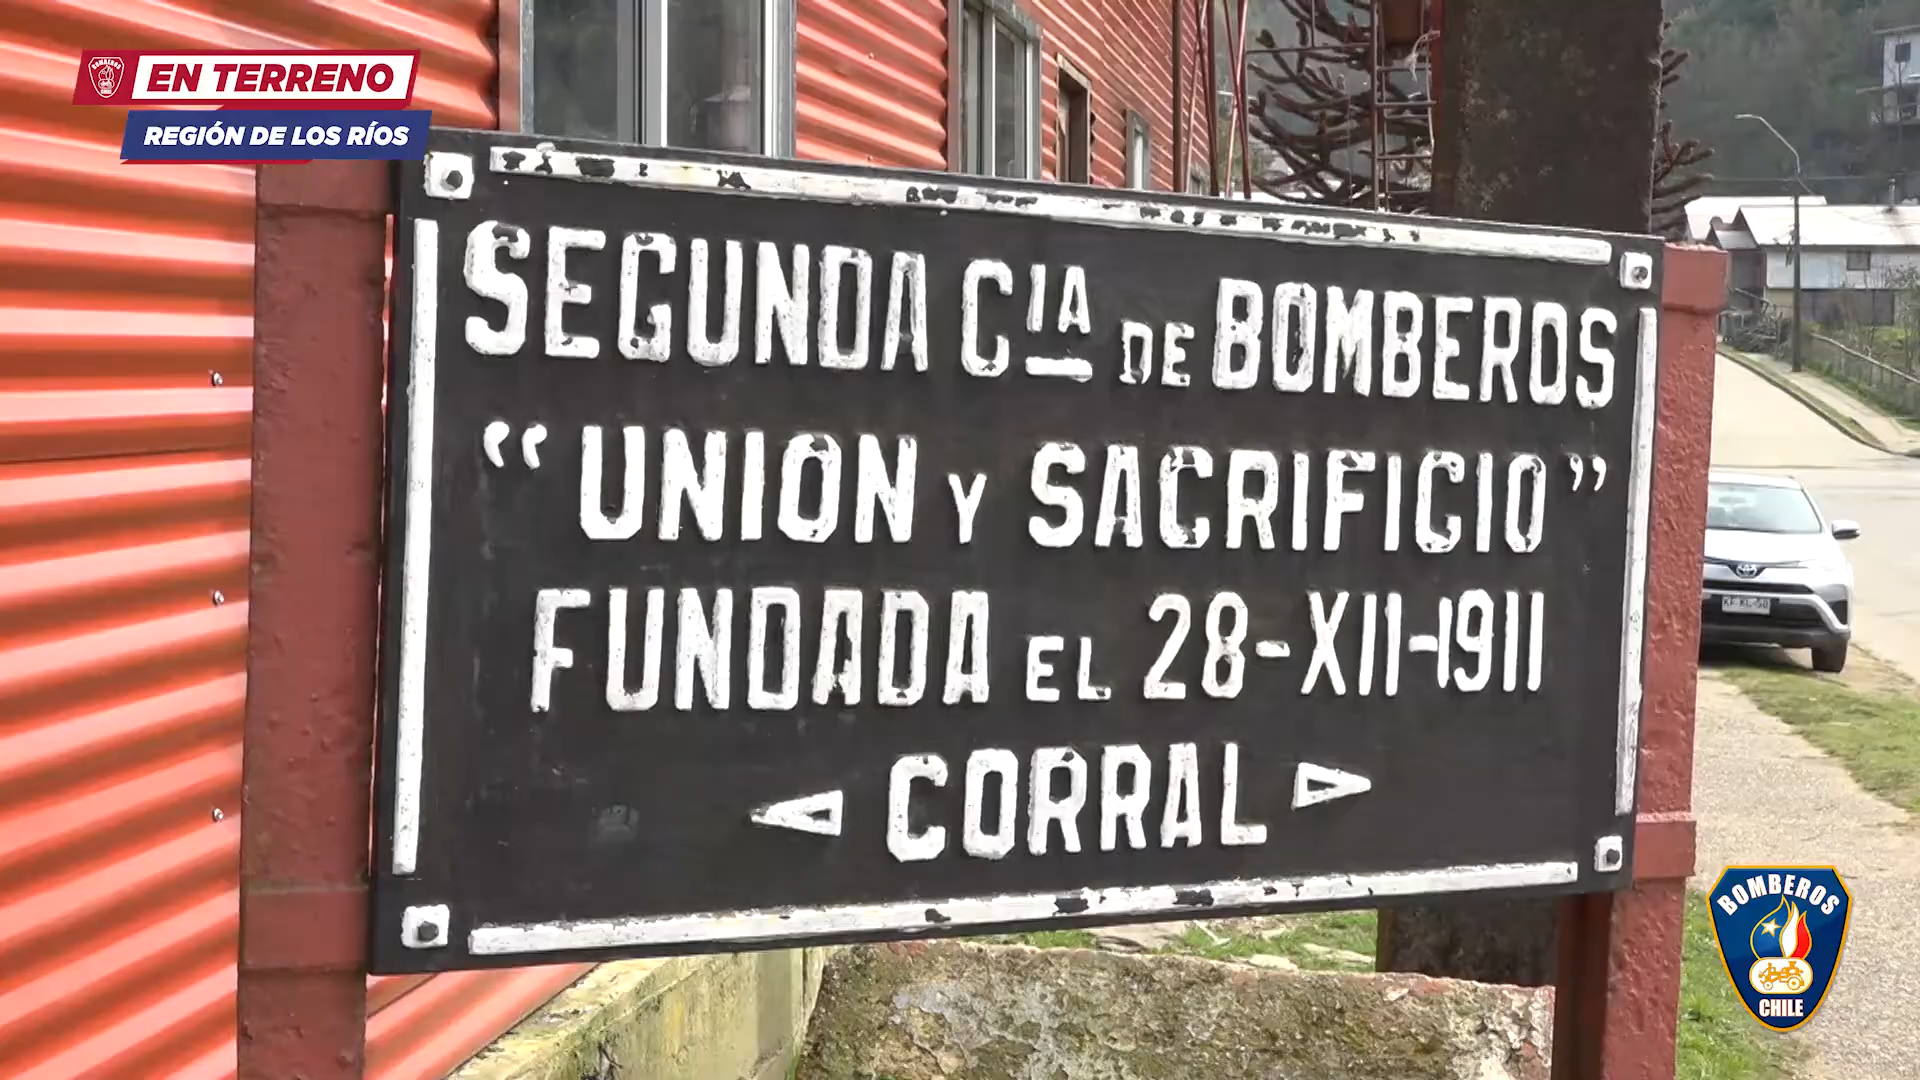 EN TERRENO
REGIÓN DE LOS RÍOS
SEGUNDA CIA DE BOMBEROS
“UNION Y SACRIFICIO”
FUNDADA EL 28-XII-1911
CORRAL
BOMBEROS
CHILE